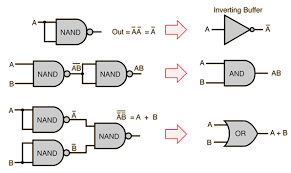 Inverting Buffer
A NAND Out = A̅A̅ = A̅ A A̅
A B NAND A̅B̅ NAND AB A B AND AB
A NAND A̅ A̅B̅ = A + B
NAND A B OR A + B
B NAND B̅